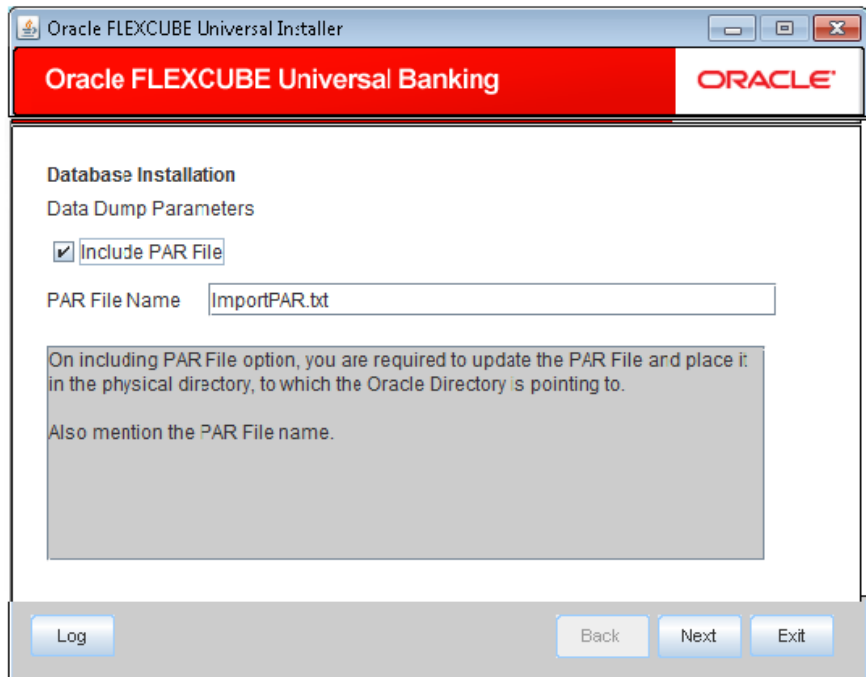 Oracle FLEXCUBE Universal Installer
Oracle FLEXCUBE Universal Banking
ORACLE
Database Installation
Data Dump Parameters
Include PAR File
PAR File Name ImportPAR.txt
On including PAR File option, you are required to update the PAR File and place it
in the physical directory, to which the Oracle Directory is pointing to.
Also mention the PAR File name.
Log Back Next Exit